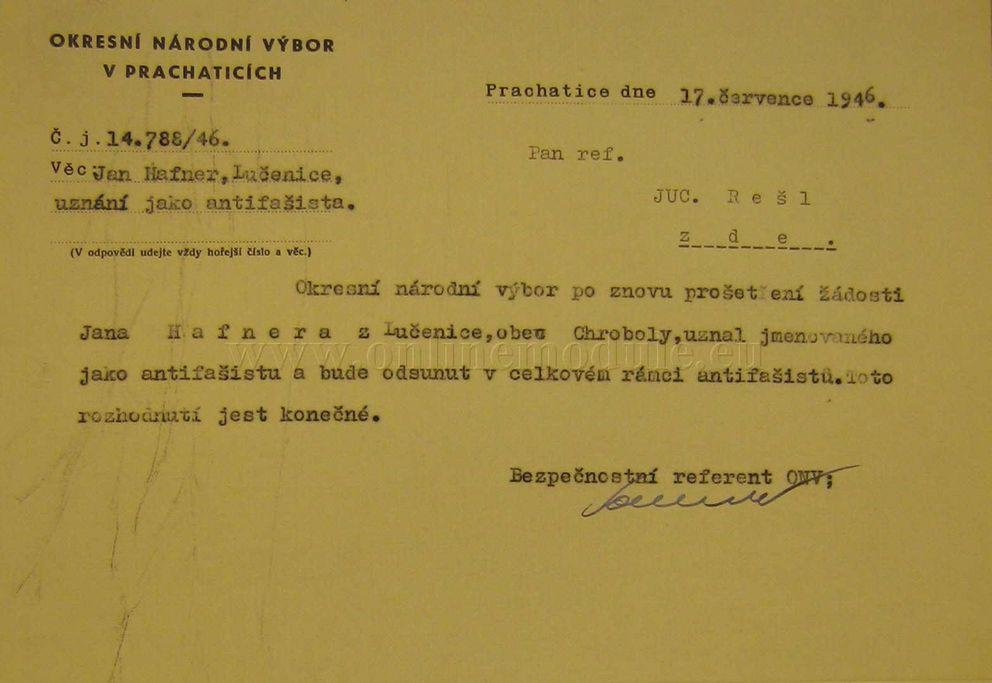 OKRESNÍ NÁRODNÍ VÝBOR
V PRACHATICÍCH
Prachatice dne 17.července 1946.
Č. j. 14.788/46.
Věc Jan Hafner, Lučenice,
uznání jako antifašista.
(V odpovědi udejte vždy hořejší číslo a věc.)
Pan ref.
JUC. R e š l
z d e .
Okresní národní výbor po znovu prošetření žádosti
Jana H a f n e r a z Lučenice, obec Chroboly, uznal jmenovaného
jako antifašistu a bude odsunut v celkovém rámci antifašistů. Toto
rozhodnutí jest konečné.
Bezpečnostní referent ONV;
www.onlinemodule.eu